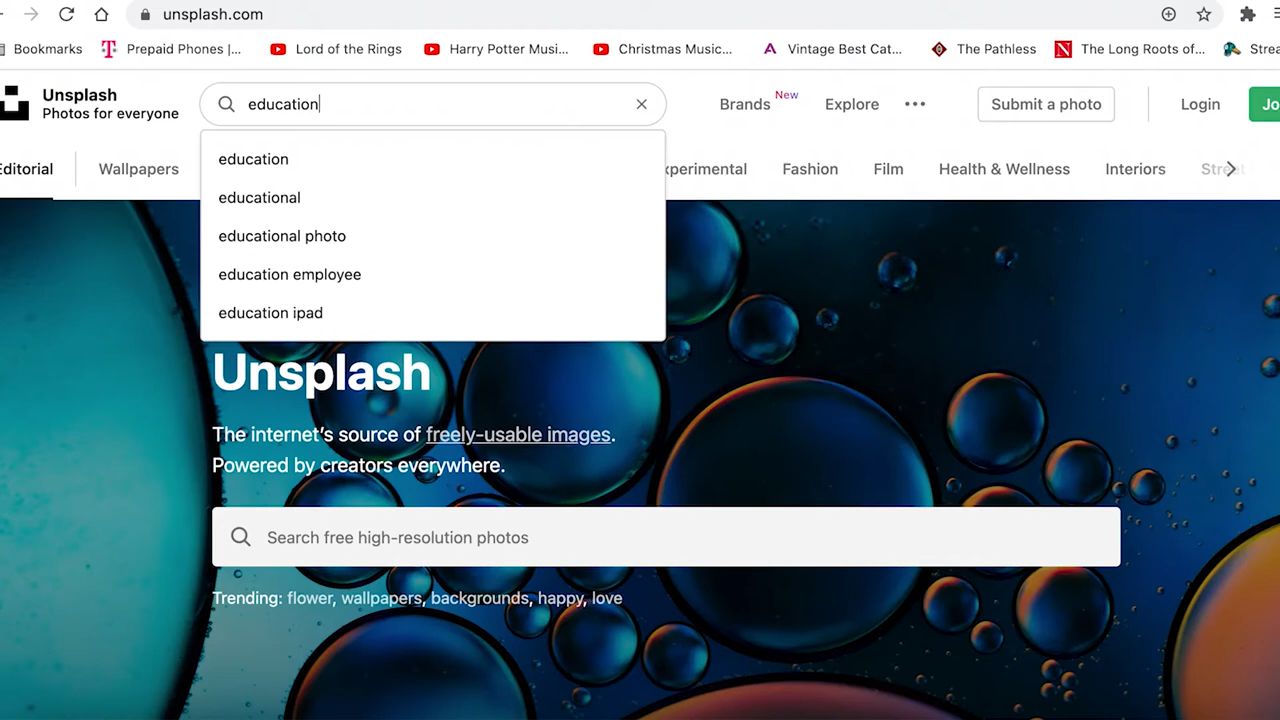 unsplash.com
Bookmarks
Prepaid Phones |...
Lord of the Rings
Harry Potter Musi...
Christmas Music...
Vintage Best Cat...
The Pathless
The Long Roots of...
Strea
Unsplash
Photos for everyone
education
Brands
New
Explore
Submit a photo
Login
Jo
Editorial
Wallpapers
xperimental
Fashion
Film
Health & Wellness
Interiors
Street
education
educational
educational photo
education employee
education ipad
Unsplash
The internet's source of freely-usable images.
Powered by creators everywhere.
Search free high-resolution photos
Trending: flower, wallpapers, backgrounds, happy, love